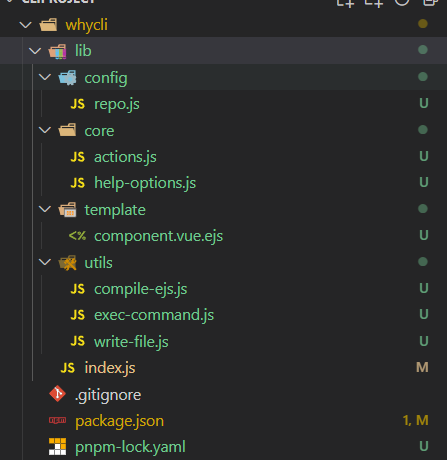 whycli
lib
config
JS repo.js U
core
JS actions.js U
JS help-options.js U
template
<%> component.vue.ejs U
utils
JS compile-ejs.js U
JS exec-command.js U
JS write-file.js U
JS index.js M
.gitignore
package.json 1, M
pnpm-lock.yaml U